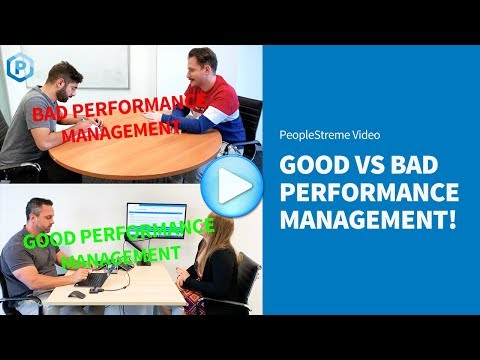 P
BAD PERFORMANCE
MANAGEMENT
GOOD PERFORMANCE
MANAGEMENT
PeopleStreme Video
GOOD VS BAD
PERFORMANCE
MANAGEMENT!